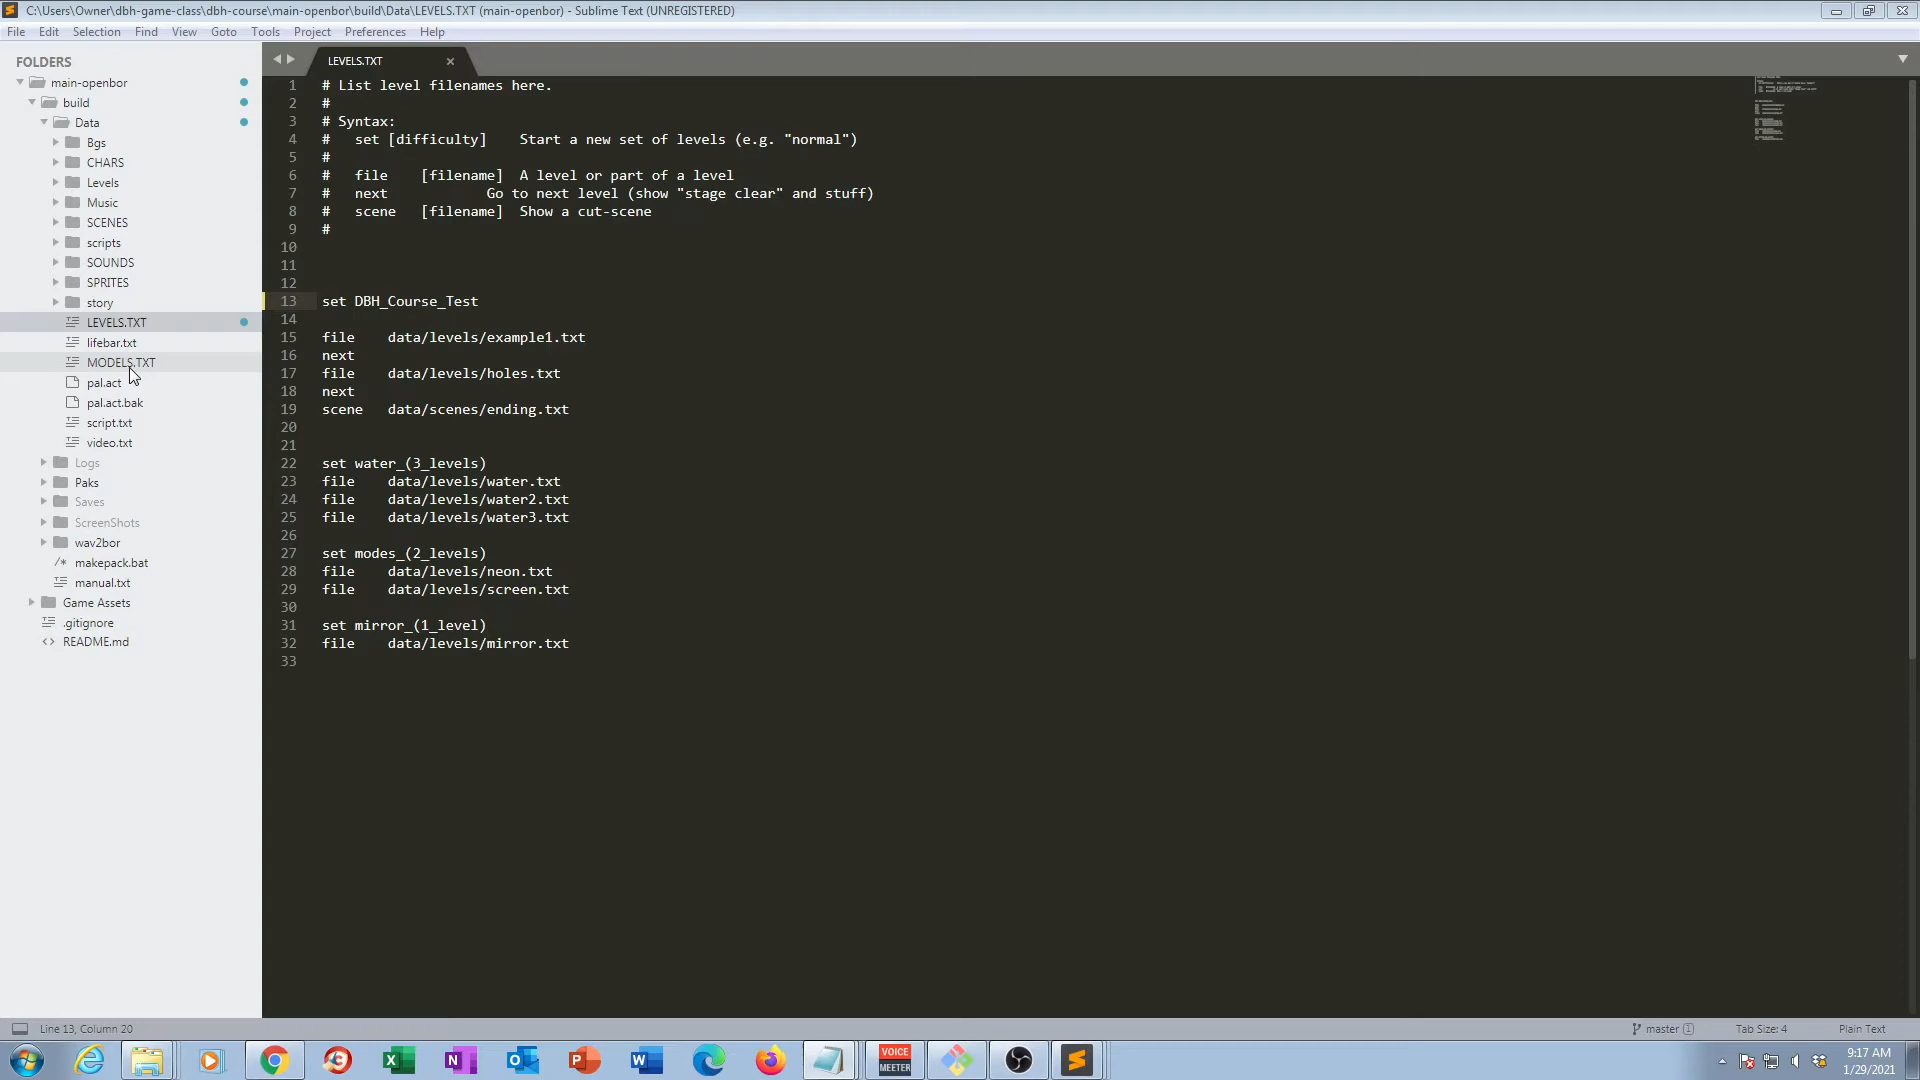 C:\Users\Owner\dbh-game-class\dbh-course\main-openbor\build\Data\LEVELS.TXT (main-openbor) - Sublime Text (UNREGISTERED)
File Edit Selection Find View Goto Tools Project Preferences Help
FOLDERS
main-openbor
build
Data
Bgs
CHARS
Levels
Music
SCENES
scripts
SOUNDS
SPRITES
story
LEVELS.TXT
lifebar.txt
MODELS.TXT
pal.act
pal.act.bak
script.txt
video.txt
Logs
Paks
Saves
ScreenShots
wav2bor
makepack.bat
manual.txt
Game Assets
.gitignore
README.md
LEVELS.TXT
1 # List level filenames here.
2 #
3 # Syntax:
4 #   set [difficulty]    Start a new set of levels (e.g. "normal")
5 #
6 #   file    [filename]  A level or part of a level
7 #   next            Go to next level (show "stage clear" and stuff)
8 #   scene   [filename]  Show a cut-scene
9 #
10
11
12
13 set DBH_Course_Test
14
15 file    data/levels/example1.txt
16 next
17 file    data/levels/holes.txt
18 next
19 scene   data/scenes/ending.txt
20
21
22 set water_(3_levels)
23 file    data/levels/water.txt
24 file    data/levels/water2.txt
25 file    data/levels/water3.txt
26
27 set modes_(2_levels)
28 file    data/levels/neon.txt
29 file    data/levels/screen.txt
30
31 set mirror_(1_level)
32 file    data/levels/mirror.txt
33
Line 13, Column 20
master 1
Tab Size: 4
Plain Text
VOICE
MEETER
9:17 AM
1/29/2021